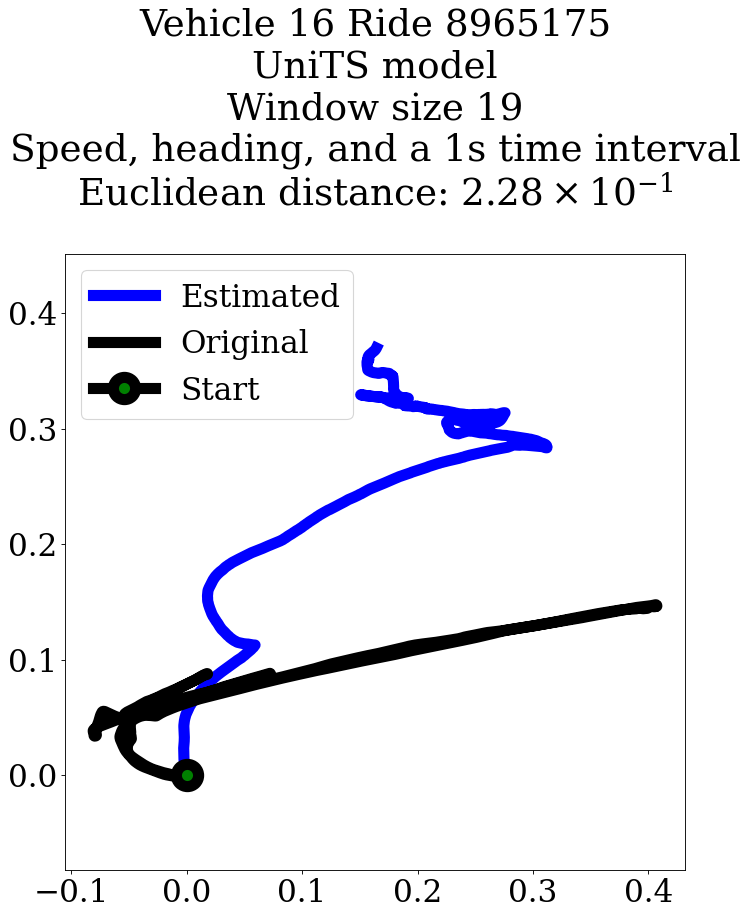 Vehicle 16 Ride 8965175
UniTS model
Window size 19
Speed, heading, and a 1s time interval
Euclidean distance: 2.28 × 10⁻¹
Estimated
Original
Start
0.4
0.3
0.2
0.1
0.0
−0.1
0.0
0.1
0.2
0.3
0.4